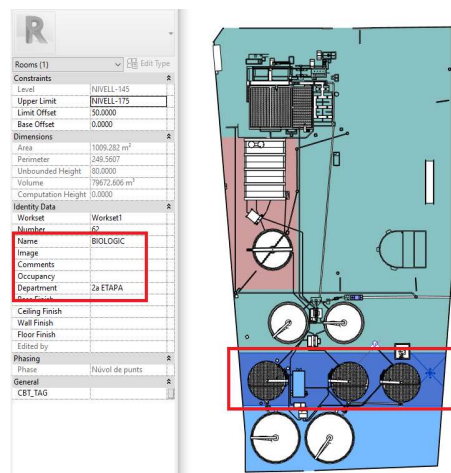 R
Rooms (1)
Edit Type
Constraints
Level NIVELL-145
Upper Limit NIVELL-175
Limit Offset 50.0000
Base Offset 0.0000
Dimensions
Area 1009.282 m²
Perimeter 249.5607
Unbounded Height 80.0000
Volume 79672.606 m³
Computation Height 0.0000
Identity Data
Workset Workset1
Number 62
Name BIOLOGIC
Image
Comments
Occupancy
Department 2a ETAPA
Base Finish
Ceiling Finish
Wall Finish
Floor Finish
Edited by
Phasing
Phase Núvol de punts
General
CBT_TAG